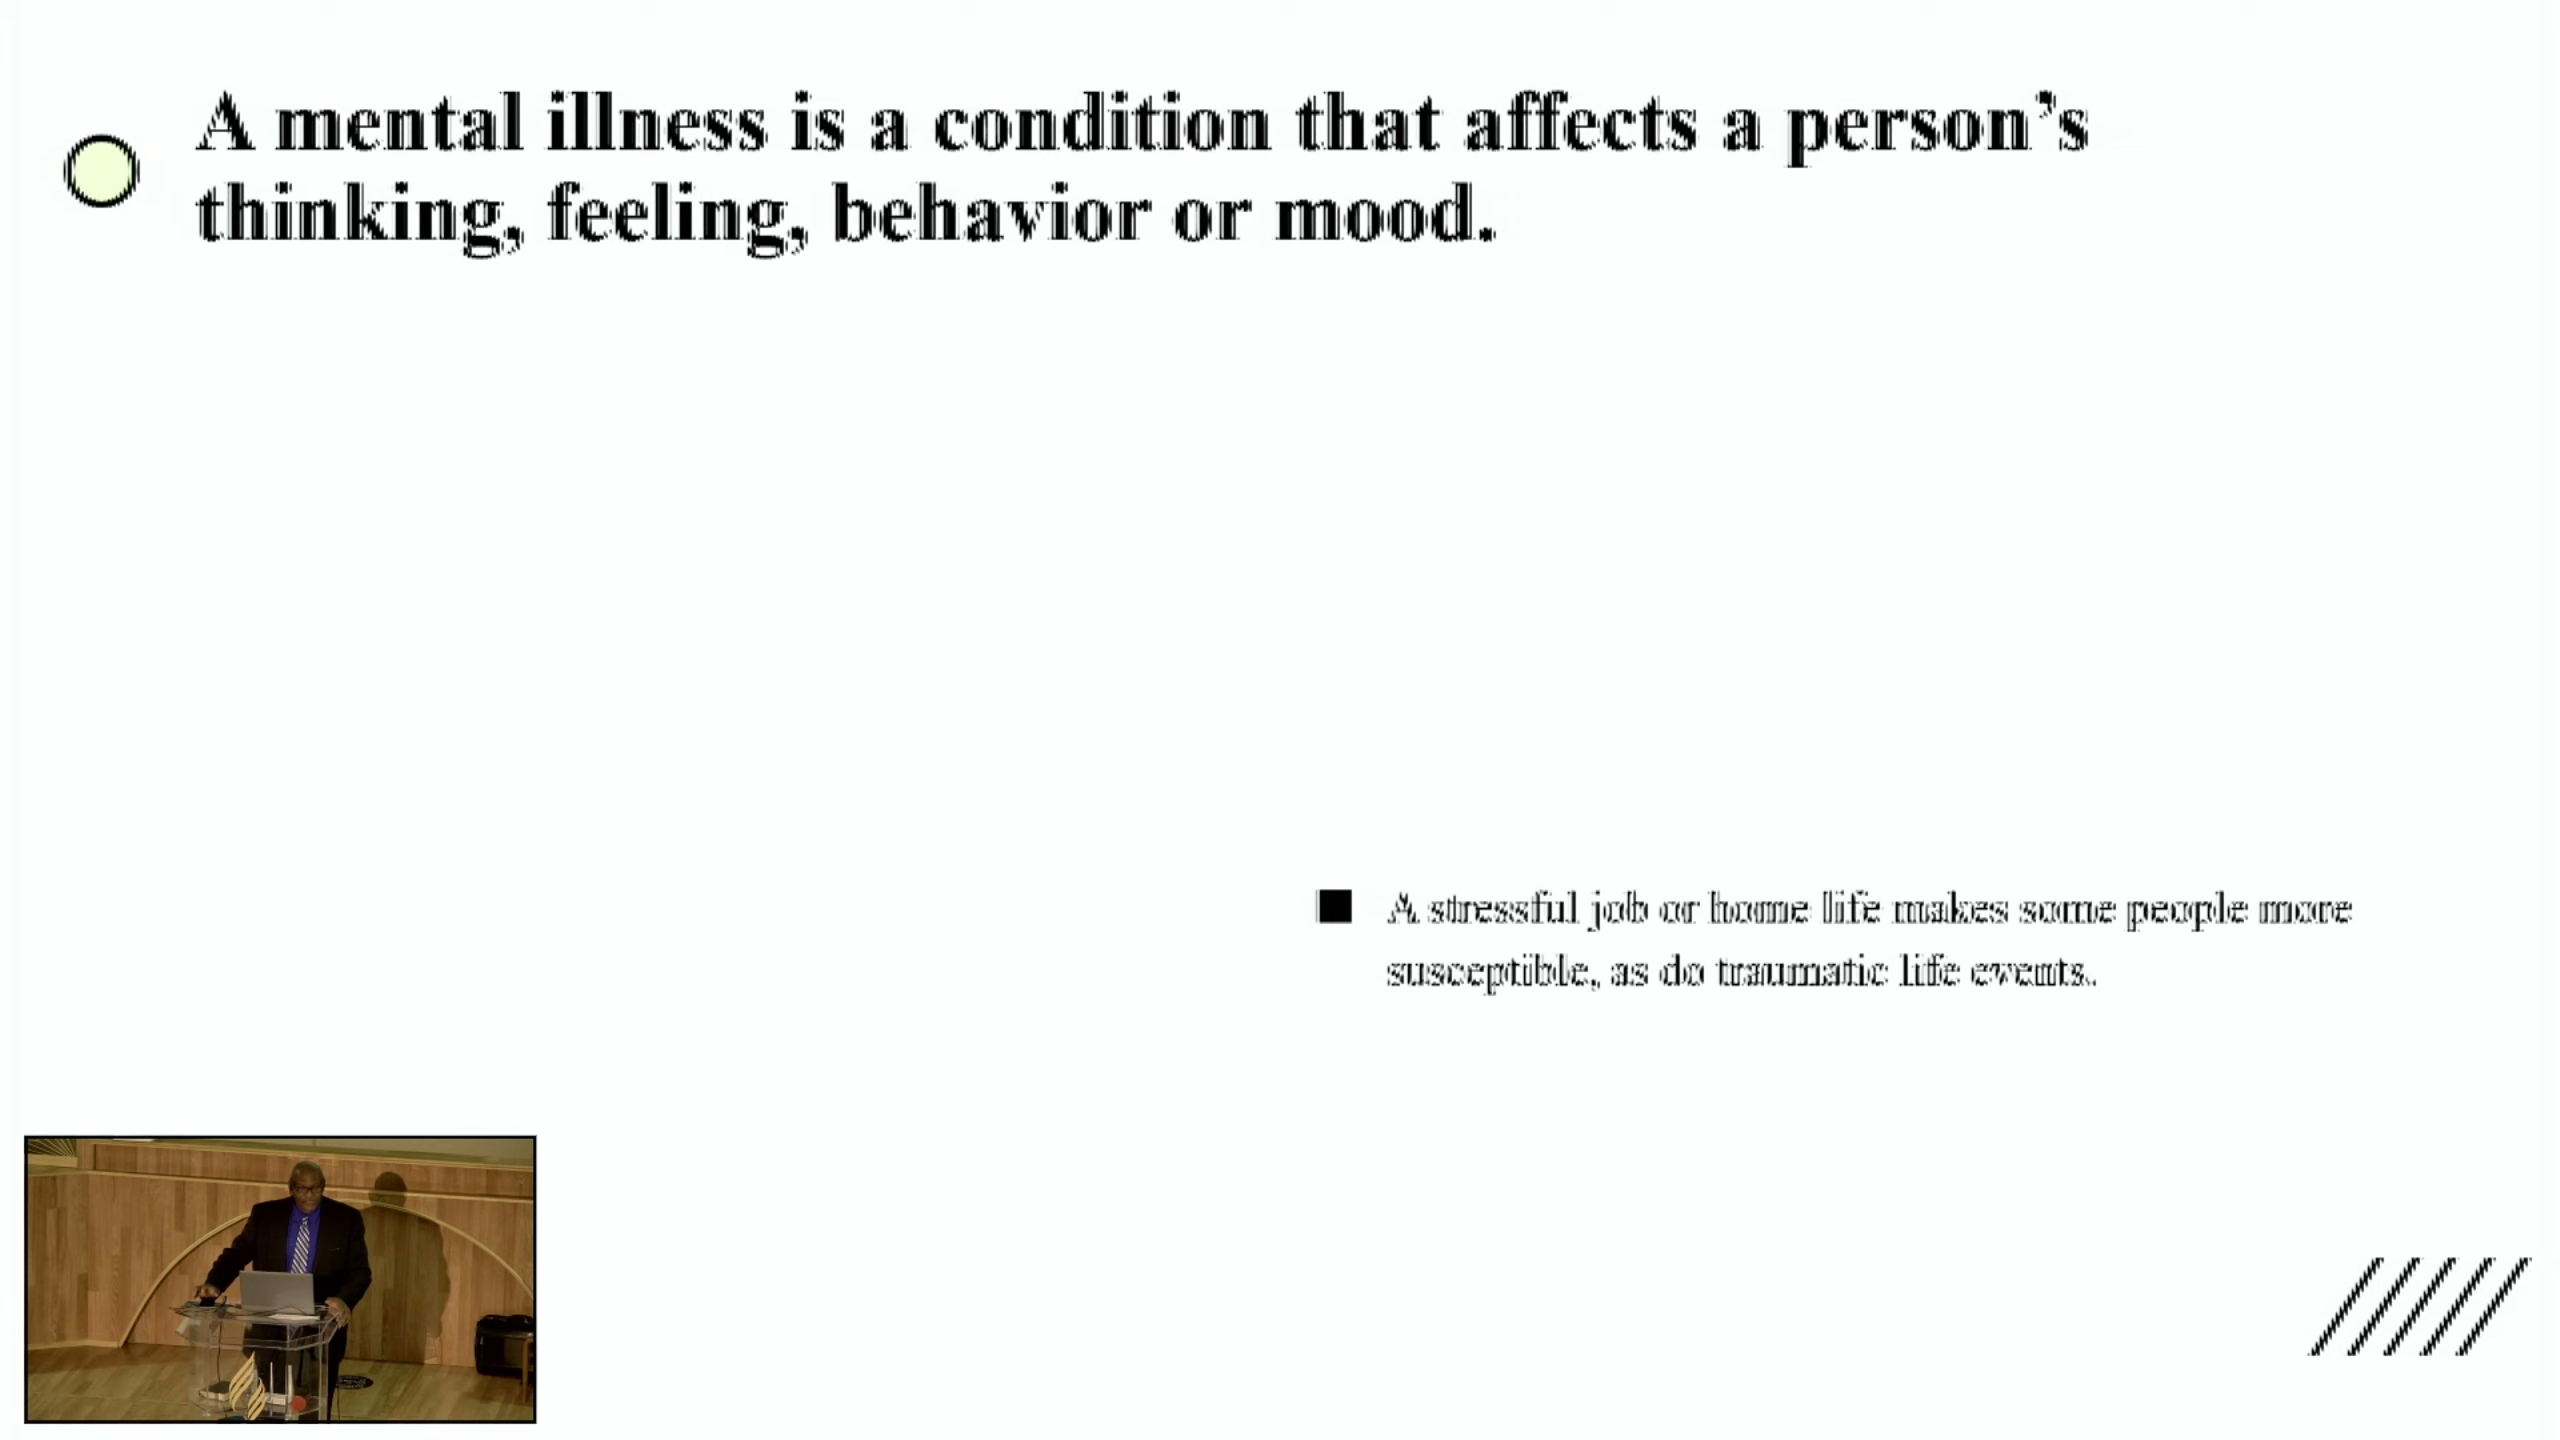 A mental illness is a condition that affects a person’s
thinking, feeling, behavior or mood.
A stressful job or home life makes some people more
susceptible, as do traumatic life events.